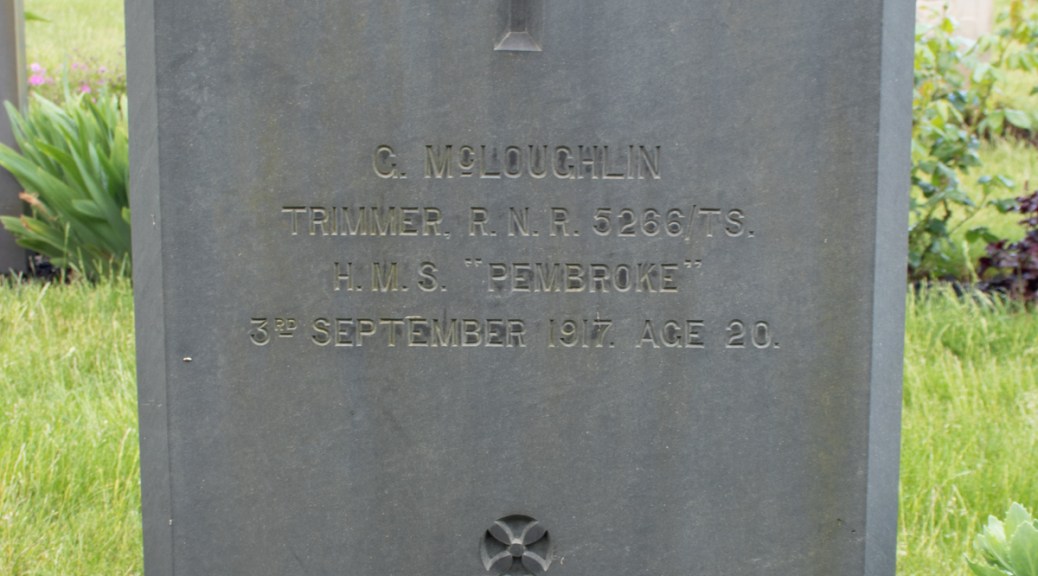 G. McLOUGHLIN
TRIMMER, R.N.R. 5266/TS.
H.M.S. "PEMBROKE"
3RD SEPTEMBER 1917. AGE 20.